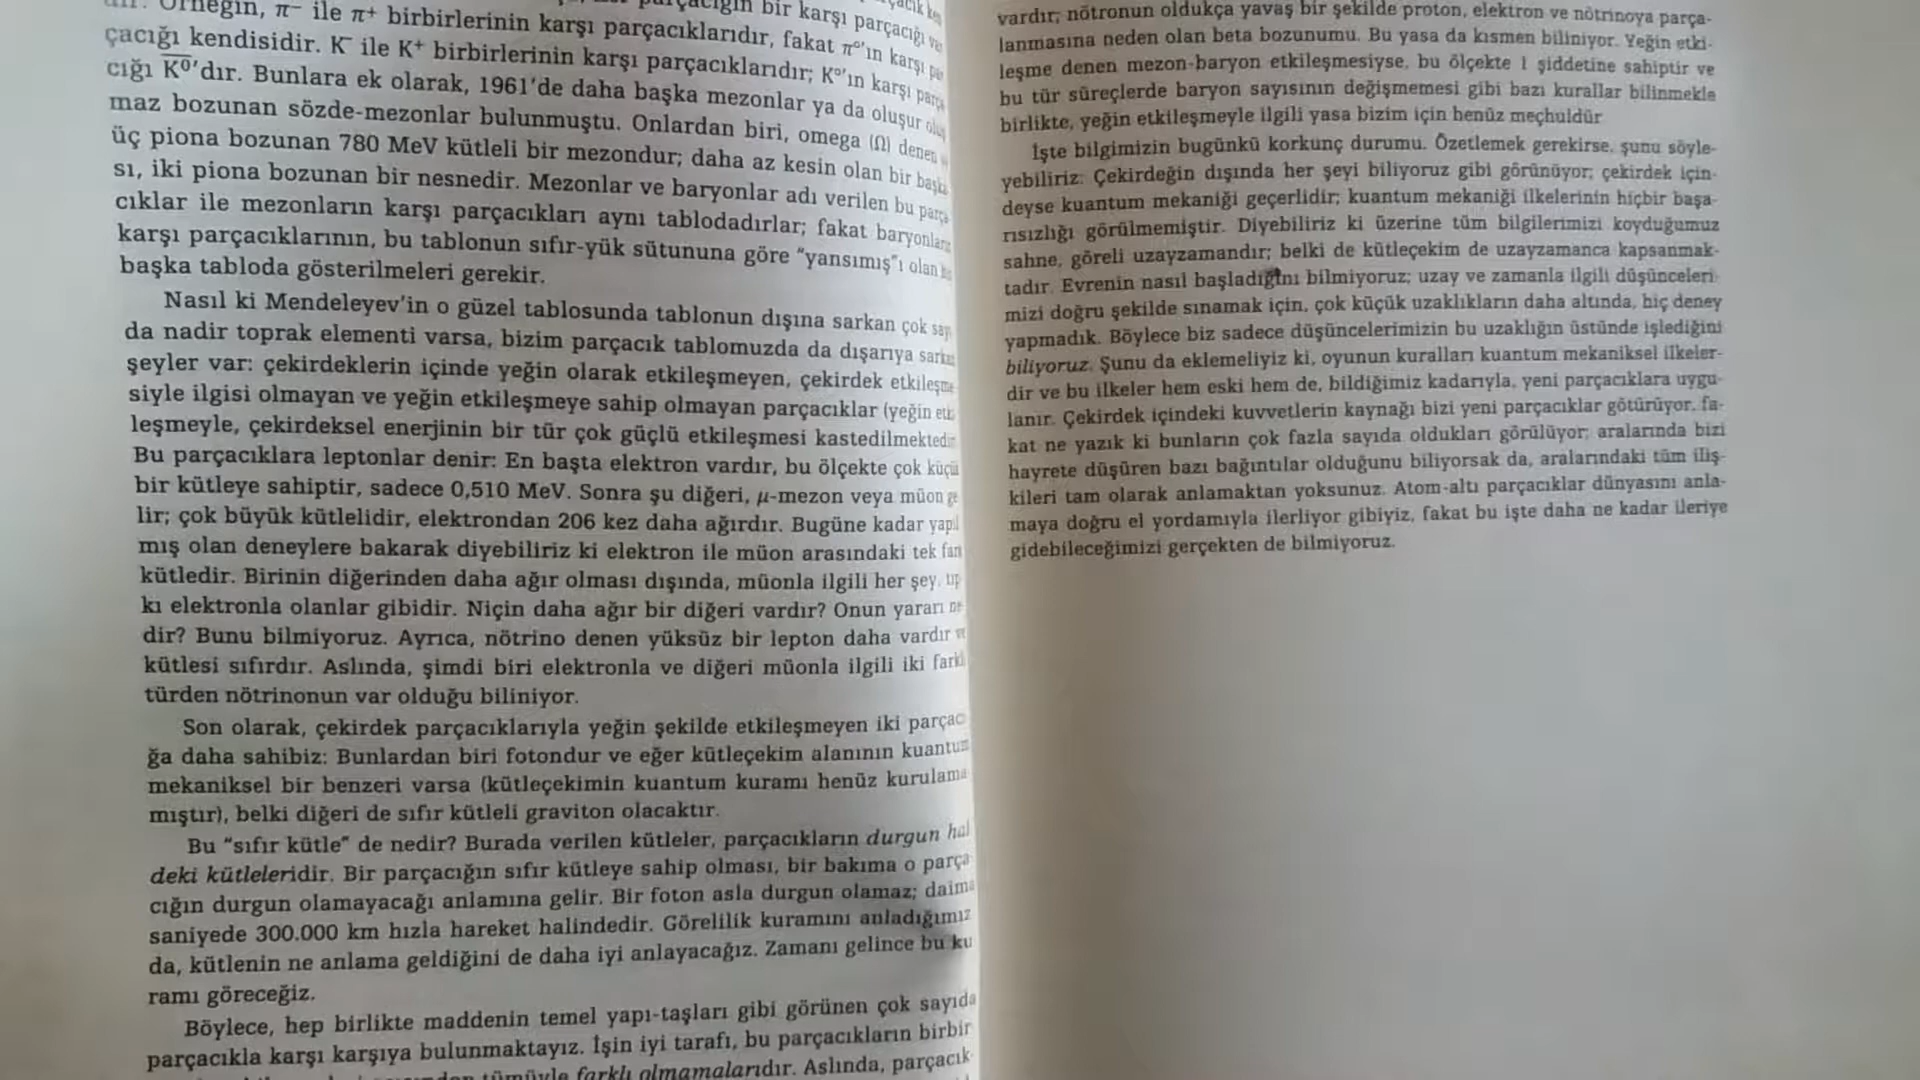 Örneğin, π⁻ ile π⁺ birbirlerinin karşı parçacıklarıdır, fakat π⁰'ın karşı
çacığı kendisidir. K⁻ ile K⁺ birbirlerinin karşı parçacıklarıdır; K⁰'ın karşı
cığı K̅⁰'dır. Bunlara ek olarak, 1961'de daha başka mezonlar ya da oluşur
maz bozunan sözde-mezonlar bulunmuştu. Onlardan biri, omega (Ω) denen
üç piona bozunan 780 MeV kütleli bir mezondur; daha az kesin olan bir
sı, iki piona bozunan bir nesnedir. Mezonlar ve baryonlar adı verilen bu
cıklar ile mezonların karşı parçacıkları aynı tablodadırlar; fakat
karşı parçacıklarının, bu tablonun sıfır-yük sütununa göre "yansımış"ı olan
başka tabloda gösterilmeleri gerekir.
Nasıl ki Mendeleyev'in o güzel tablosunda tablonun dışına sarkan çok
da nadir toprak elementi varsa, bizim parçacık tablomuzda da dışarıya
şeyler var: çekirdeklerin içinde yeğin olarak etkileşmeyen, çekirdek
siyle ilgisi olmayan ve yeğin etkileşmeye sahip olmayan parçacıklar (yeğin
leşmeyle, çekirdeksel enerjinin bir tür çok güçlü etkileşmesi
Bu parçacıklara leptonlar denir: En başta elektron vardır, bu ölçekte çok
bir kütleye sahiptir, sadece 0,510 MeV. Sonra şu diğeri, μ-mezon veya müon ge
lir; çok büyük kütlelidir, elektrondan 206 kez daha ağırdır. Bugüne kadar
mış olan deneylere bakarak diyebiliriz ki elektron ile müon arasındaki tek
kütledir. Birinin diğerinden daha ağır olması dışında, müonla ilgili her şey,
kı elektronla olanlar gibidir. Niçin daha ağır bir diğeri vardır? Onun yararı ne
dir? Bunu bilmiyoruz. Ayrıca, nötrino denen yüksüz bir lepton daha vardır
kütlesi sıfırdır. Aslında, şimdi biri elektronla ve diğeri müonla ilgili iki
türden nötrinonun var olduğu biliniyor.
Son olarak, çekirdek parçacıklarıyla yeğin şekilde etkileşmeyen iki
ğa daha sahibiz: Bunlardan biri fotondur ve eğer kütleçekim alanının kuantum
mekaniksel bir benzeri varsa (kütleçekimin kuantum kuramı henüz kurulama
mıştır), belki diğeri de sıfır kütleli graviton olacaktır.
Bu "sıfır kütle" de nedir? Burada verilen kütleler, parçacıkların durgun hal
deki kütleleridir. Bir parçacığın sıfır kütleye sahip olması, bir bakıma o parça
cığın durgun olamayacağı anlamına gelir. Bir foton asla durgun olamaz; daima
saniyede 300.000 km hızla hareket halindedir. Görelilik kuramını anladığımız
da, kütlenin ne anlama geldiğini de daha iyi anlayacağız. Zamanı gelince bu ku
ramı göreceğiz.
Böylece, hep birlikte maddenin temel yapı-taşları gibi görünen çok sayıda
parçacıkla karşı karşıya bulunmaktayız. İşin iyi tarafı, bu parçacıkların birbir
tümüyle farklı olmamalarıdır. Aslında, parçacık
vardır; nötronun oldukça yavaş bir şekilde proton, elektron ve nötrinoya parça-
lanmasına neden olan beta bozunumu. Bu yasa da kısmen biliniyor. Yeğin etki-
leşme denen mezon-baryon etkileşmesiyse, bu ölçekte 1 şiddetine sahiptir ve
bu tür süreçlerde baryon sayısının değişmemesi gibi bazı kurallar bilinmekle
birlikte, yeğin etkileşmeyle ilgili yasa bizim için henüz meçhuldür
İşte bilgimizin bugünkü korkunç durumu. Özetlemek gerekirse, şunu söyle-
yebiliriz: Çekirdeğin dışında her şeyi biliyoruz gibi görünüyor; çekirdek için-
deyse kuantum mekaniği geçerlidir; kuantum mekaniği ilkelerinin hiçbir başa-
rısızlığı görülmemiştir. Diyebiliriz ki üzerine tüm bilgilerimizi koyduğumuz
sahne, göreli uzayzamandır; belki de kütleçekim de uzayzamanca kapsanmak-
tadır. Evrenin nasıl başladığını bilmiyoruz; uzay ve zamanla ilgili düşünceleri-
mizi doğru şekilde sınamak için, çok küçük uzaklıkların daha altında, hiç deney
yapmadık. Böylece biz sadece düşüncelerimizin bu uzaklığın üstünde işlediğini
biliyoruz. Şunu da eklemeliyiz ki, oyunun kuralları kuantum mekaniksel ilkeler-
dir ve bu ilkeler hem eski hem de, bildiğimiz kadarıyla, yeni parçacıklara uygu-
lanır. Çekirdek içindeki kuvvetlerin kaynağı bizi yeni parçacıklar götürüyor, fa-
kat ne yazık ki bunların çok fazla sayıda oldukları görülüyor; aralarında bizi
hayrete düşüren bazı bağıntılar olduğunu biliyorsak da, aralarındaki tüm iliş-
kileri tam olarak anlamaktan yoksunuz. Atom-altı parçacıklar dünyasını anla-
maya doğru el yordamıyla ilerliyor gibiyiz, fakat bu işte daha ne kadar ileriye
gidebileceğimizi gerçekten de bilmiyoruz.